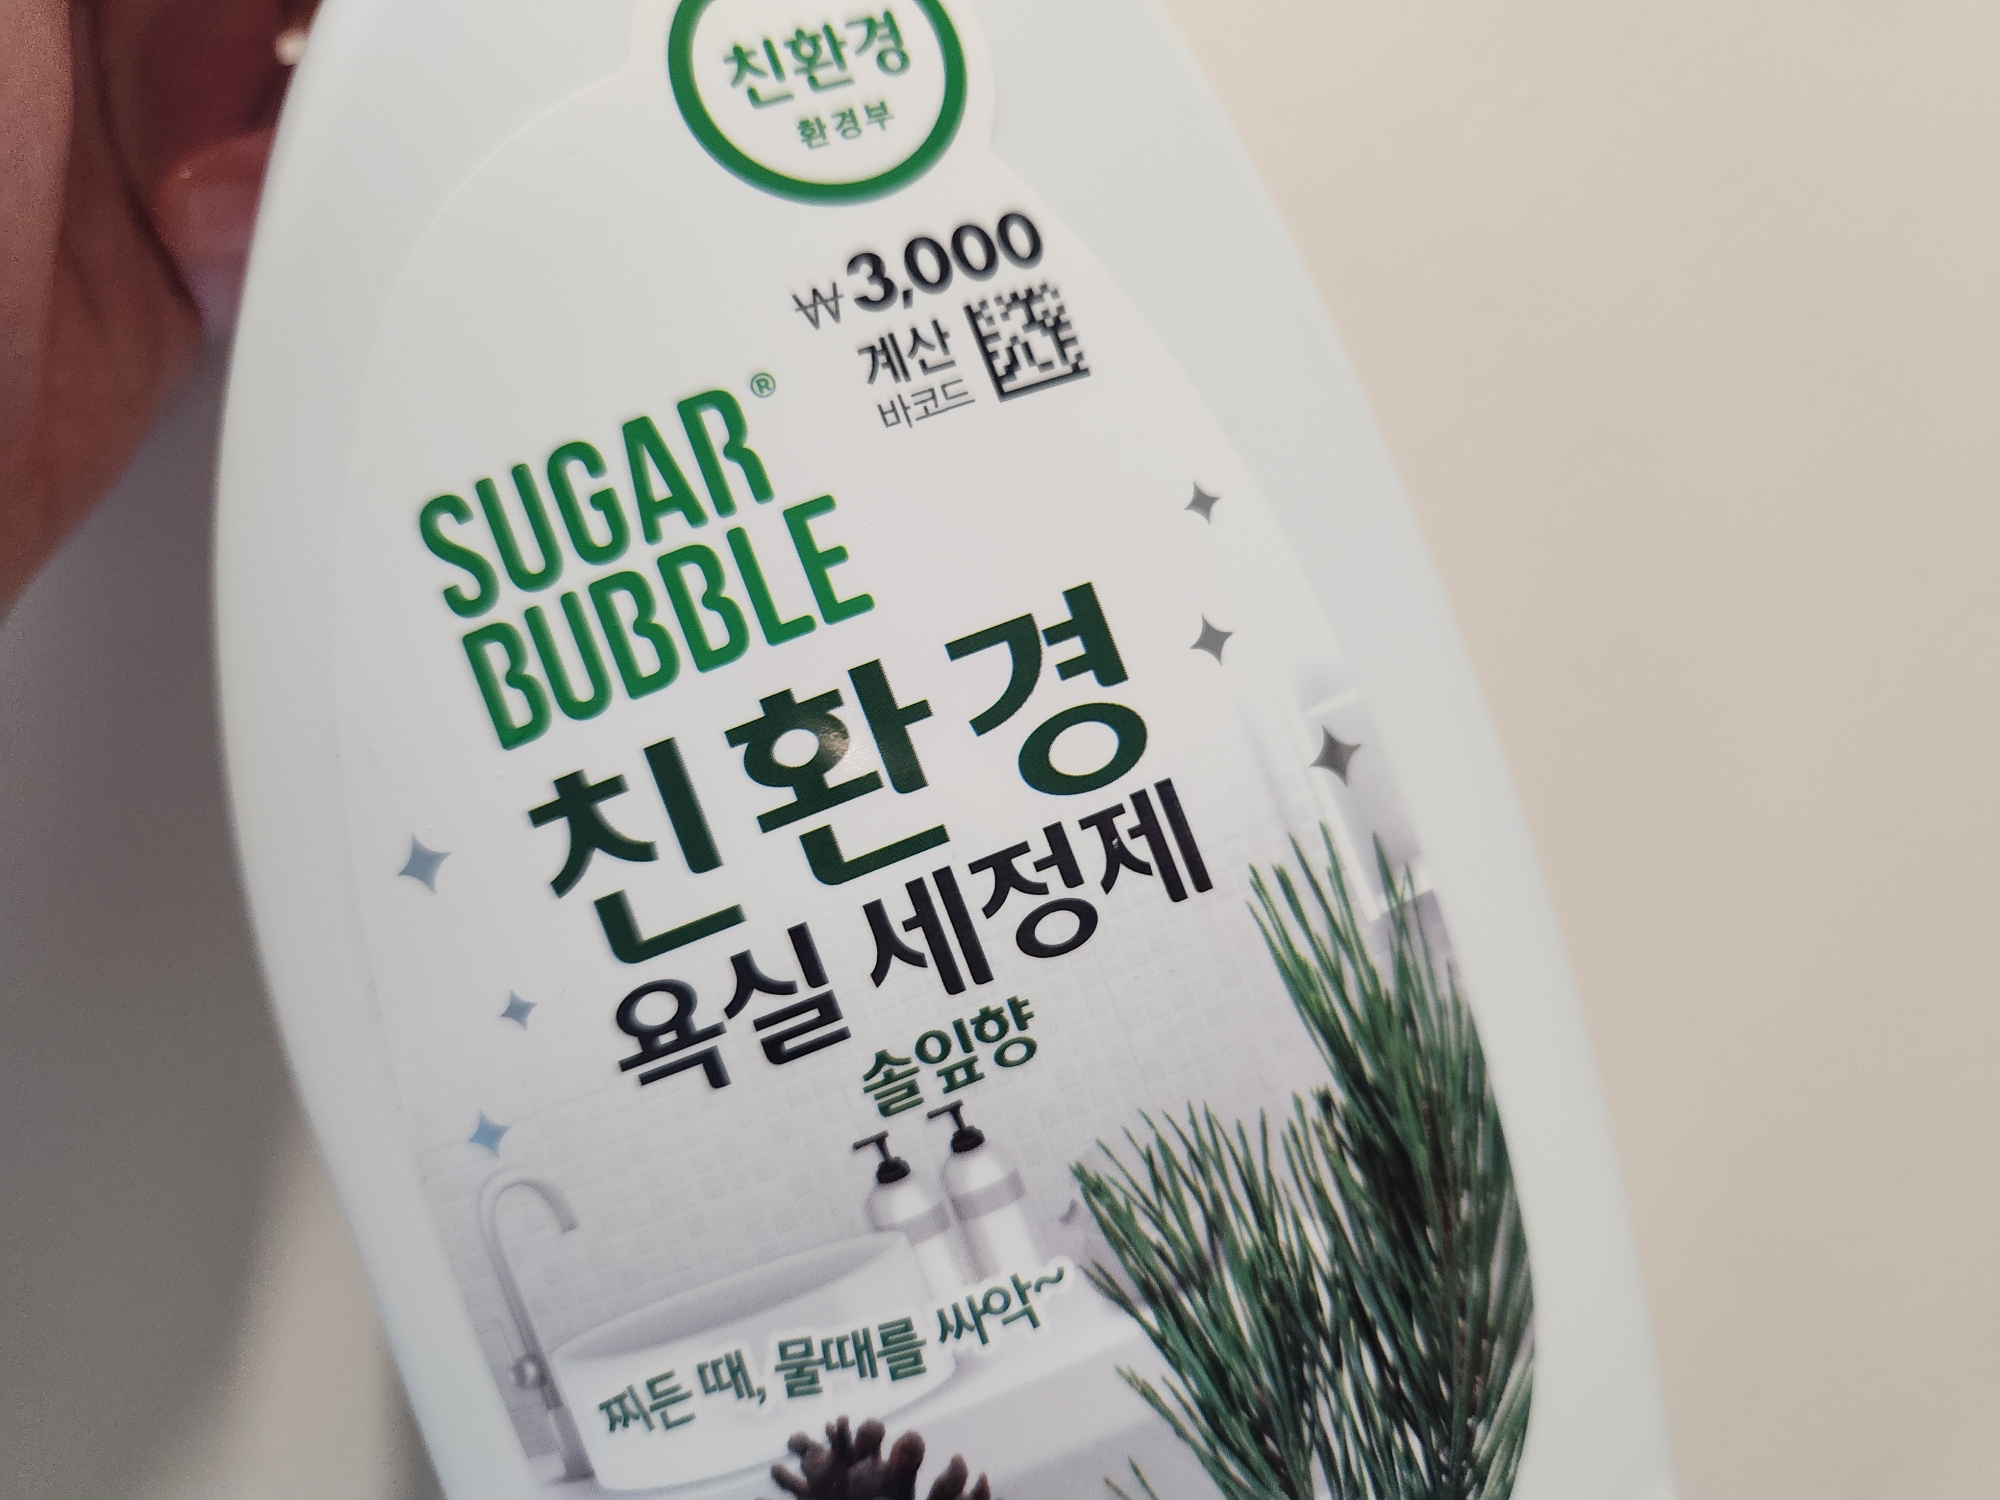 친환경
환경부
₩3,000
계산
바코드
SUGAR®
BUBBLE
친환경
욕실 세정제
솔잎향
찌든 때, 물때를 싸악~